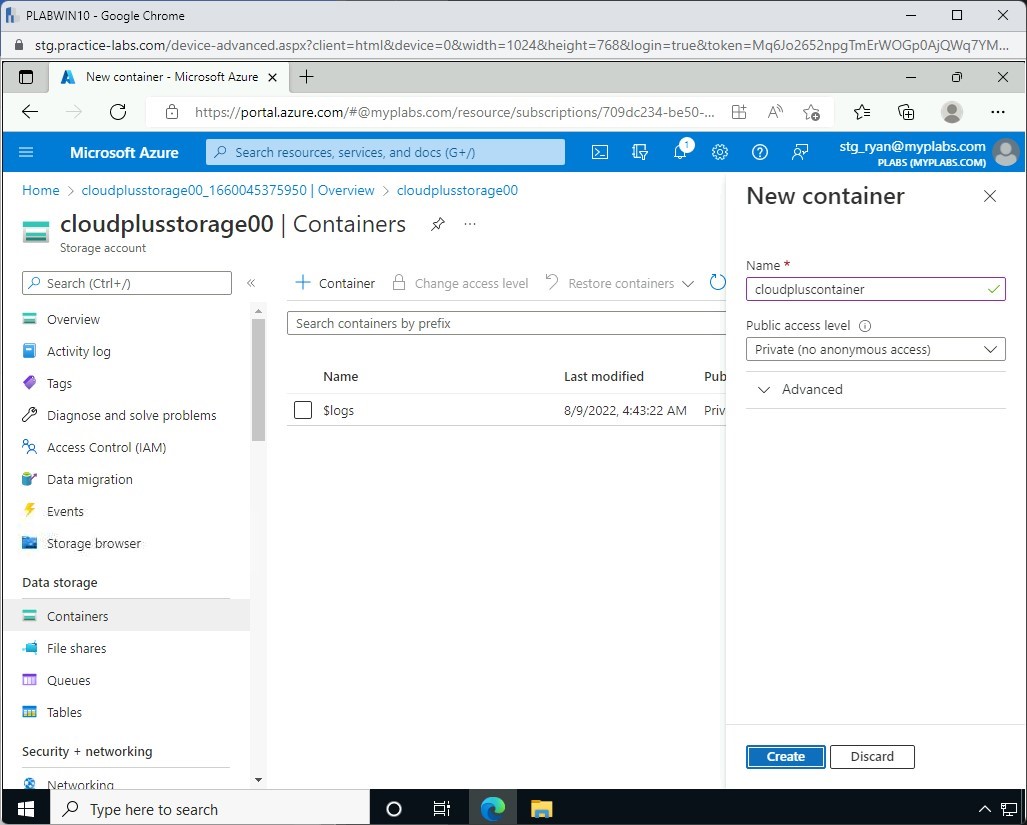 PLABWIN10 - Google Chrome
stg.practice-labs.com/device-advanced.aspx?client=html&device=0&width=1024&height=768&login=true&token=Mq6Jo2652npgTmErWOGp0AjQWq7YM...
New container - Microsoft Azure
https://portal.azure.com/#@myplabs.com/resource/subscriptions/709dc234-be50-...
Microsoft Azure
Search resources, services, and docs (G+/)
1
stg_ryan@myplabs.com
PLABS (MYPLABS.COM)
Home > cloudplusstorage00_1660045375950 | Overview > cloudplusstorage00
cloudplusstorage00 | Containers
Storage account
Search (Ctrl+/)
Overview
Activity log
Tags
Diagnose and solve problems
Access Control (IAM)
Data migration
Events
Storage browser
Data storage
Containers
File shares
Queues
Tables
Security + networking
Networking
Container
Change access level
Restore containers
Search containers by prefix
Name Last modified Pub
$logs 8/9/2022, 4:43:22 AM Priv
New container
Name *
cloudpluscontainer
Public access level
Private (no anonymous access)
Advanced
Create
Discard
Type here to search